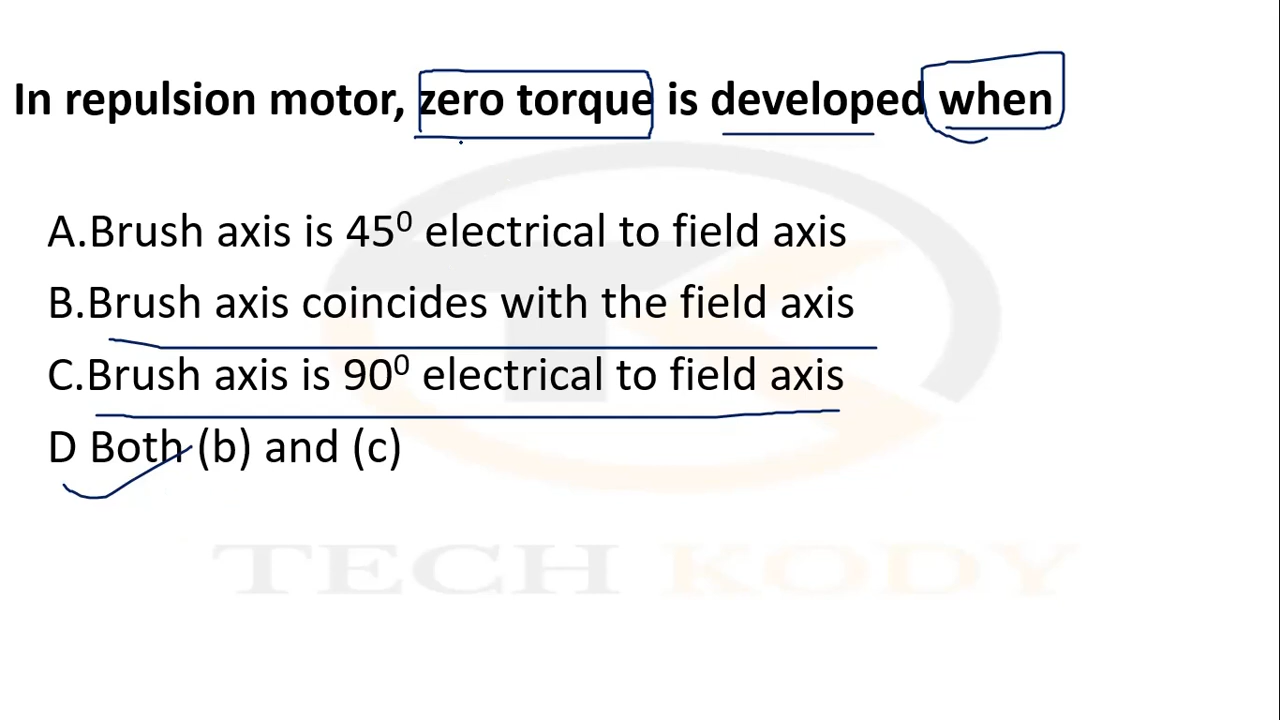 In repulsion motor, zero torque is developed when
A.Brush axis is 45⁰ electrical to field axis
B.Brush axis coincides with the field axis
C.Brush axis is 90⁰ electrical to field axis
D Both (b) and (c)
TECH KODY